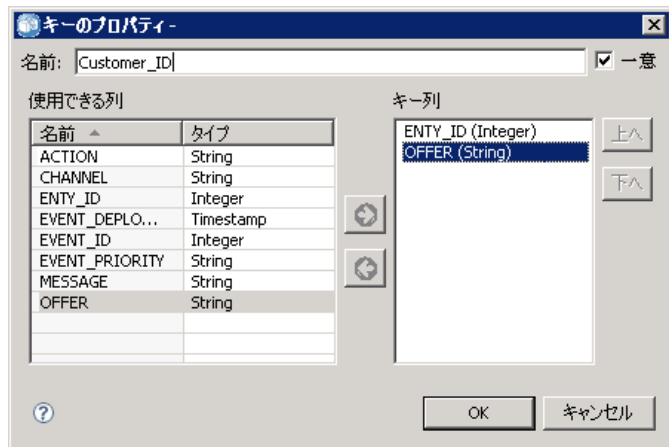 キーのプロパティ -
名前: Customer_ID 一意
使用できる列 キー列
名前 タイプ
ACTION String
CHANNEL String
ENTY_ID Integer
EVENT_DEPLO... Timestamp
EVENT_ID Integer
EVENT_PRIORITY String
MESSAGE String
OFFER String
ENTY_ID (Integer)
OFFER (String)
上へ
下へ
?
OK キャンセル